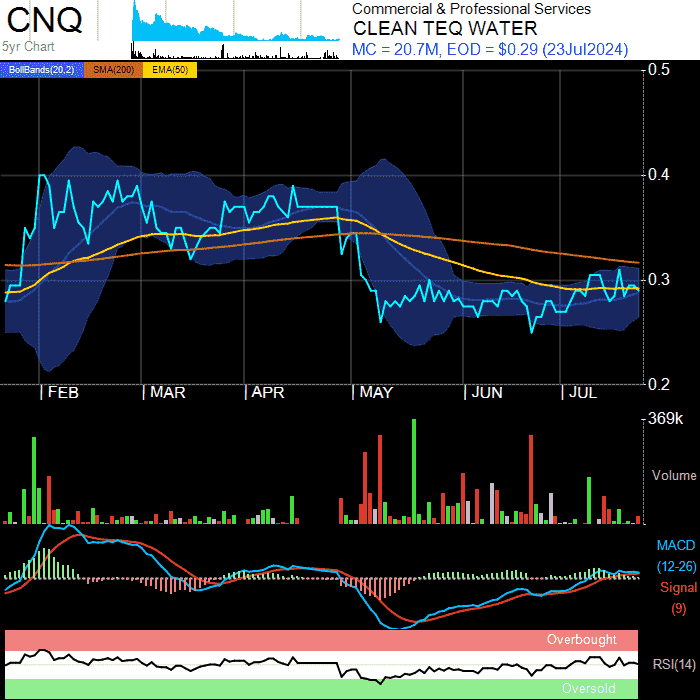 CNQ
5yr Chart
Commercial & Professional Services
CLEAN TEQ WATER
MC = 20.7M, EOD = $0.29 (23Jul2024)
BollBands(20,2) SMA(200) EMA(50)
0.5
0.4
0.3
0.2
FEB MAR APR MAY JUN JUL
369k
Volume
MACD
(12-26)
Signal
(9)
Overbought
RSI(14)
Oversold